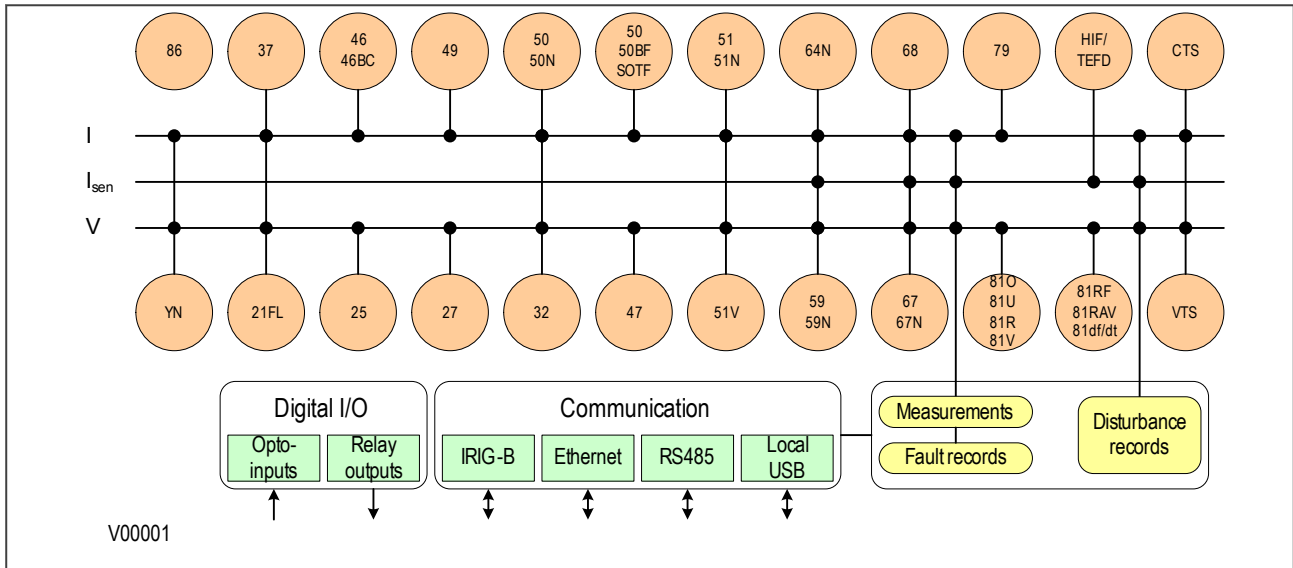 86
37
46
46BC
49
50
50N
50
50BF
SOTF
51
51N
64N
68
79
HIF/
TEFD
CTS
I
Isen
V
YN
21FL
25
27
32
47
51V
59
59N
67
67N
81O
81U
81R
81V
81RF
81RAV
81df/dt
VTS
Digital I/O
Opto-
inputs
Relay
outputs
Communication
IRIG-B
Ethernet
RS485
Local
USB
Measurements
Fault records
Disturbance
records
V00001